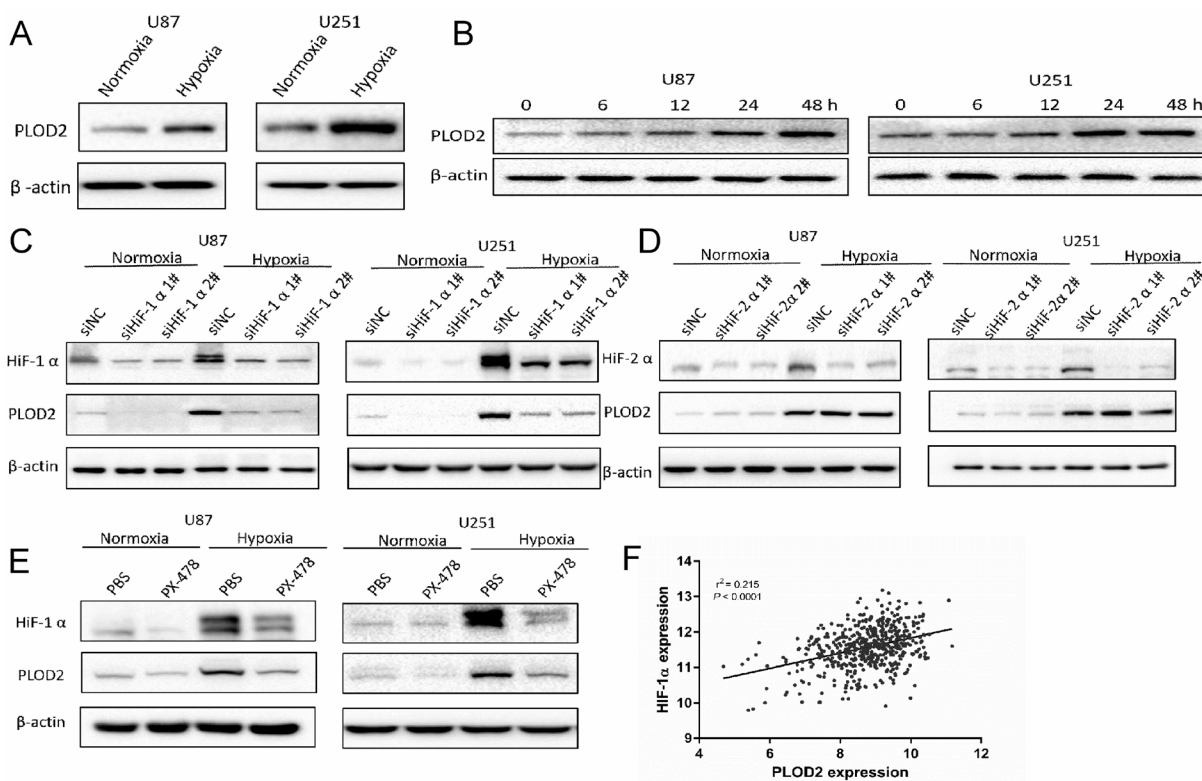 A
U87
U251
Normoxia Hypoxia Normoxia Hypoxia
PLOD2
β -actin
B
U87
U251
0 6 12 24 48 h 0 6 12 24 48 h
PLOD2
β-actin
C
U87
U251
Normoxia Hypoxia Normoxia Hypoxia
siNC siHiF-1 α 1# siHiF-1 α 2# siNC siHiF-1 α 1# siHiF-1 α 2# siNC siHiF-1 α 1# siHiF-1 α 2# siNC siHiF-1 α 1# siHiF-1 α 2#
HiF-1 α
PLOD2
β-actin
D
U87
U251
Normoxia Hypoxia Normoxia Hypoxia
siNC siHiF-2 α 1# siHiF-2α 2# siNC siHiF-2 α 1# siHiF-2 α 2# siNC siHiF-2 α 1# siHiF-2α 2# siNC siHiF-2 α 1# siHiF-2 α 2#
HiF-2 α
PLOD2
β-actin
E
U87
U251
Normoxia Hypoxia Normoxia Hypoxia
PBS PX-478 PBS PX-478 PBS PX-478 PBS PX-478
HiF-1 α
PLOD2
β-actin
F
r² = 0.215
P < 0.0001
HIF-1α expression
14
13
12
11
10
9
4 6 8 10 12
PLOD2 expression